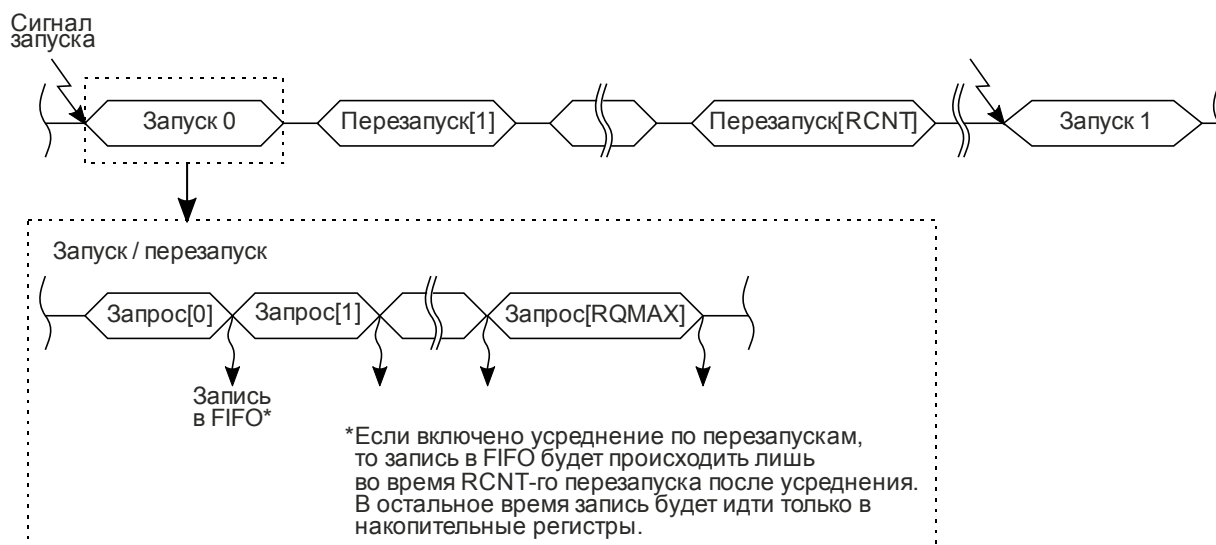 Сигнал
запуска
Запуск 0
Перезапуск[1]
Перезапуск[RCNT]
Запуск 1
Запуск / перезапуск
Запрос[0]
Запрос[1]
Запрос[RQMAX]
Запись
в FIFO*
*Если включено усреднение по перезапускам,
то запись в FIFO будет происходить лишь
во время RCNT-го перезапуска после усреднения.
В остальное время запись будет идти только в
накопительные регистры.